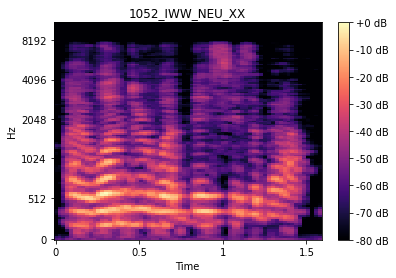 1052_IWW_NEU_XX
8192
4096
2048
1024
512
0
Hz
0
0.5
1
1.5
Time
+0 dB
-10 dB
-20 dB
-30 dB
-40 dB
-50 dB
-60 dB
-70 dB
-80 dB